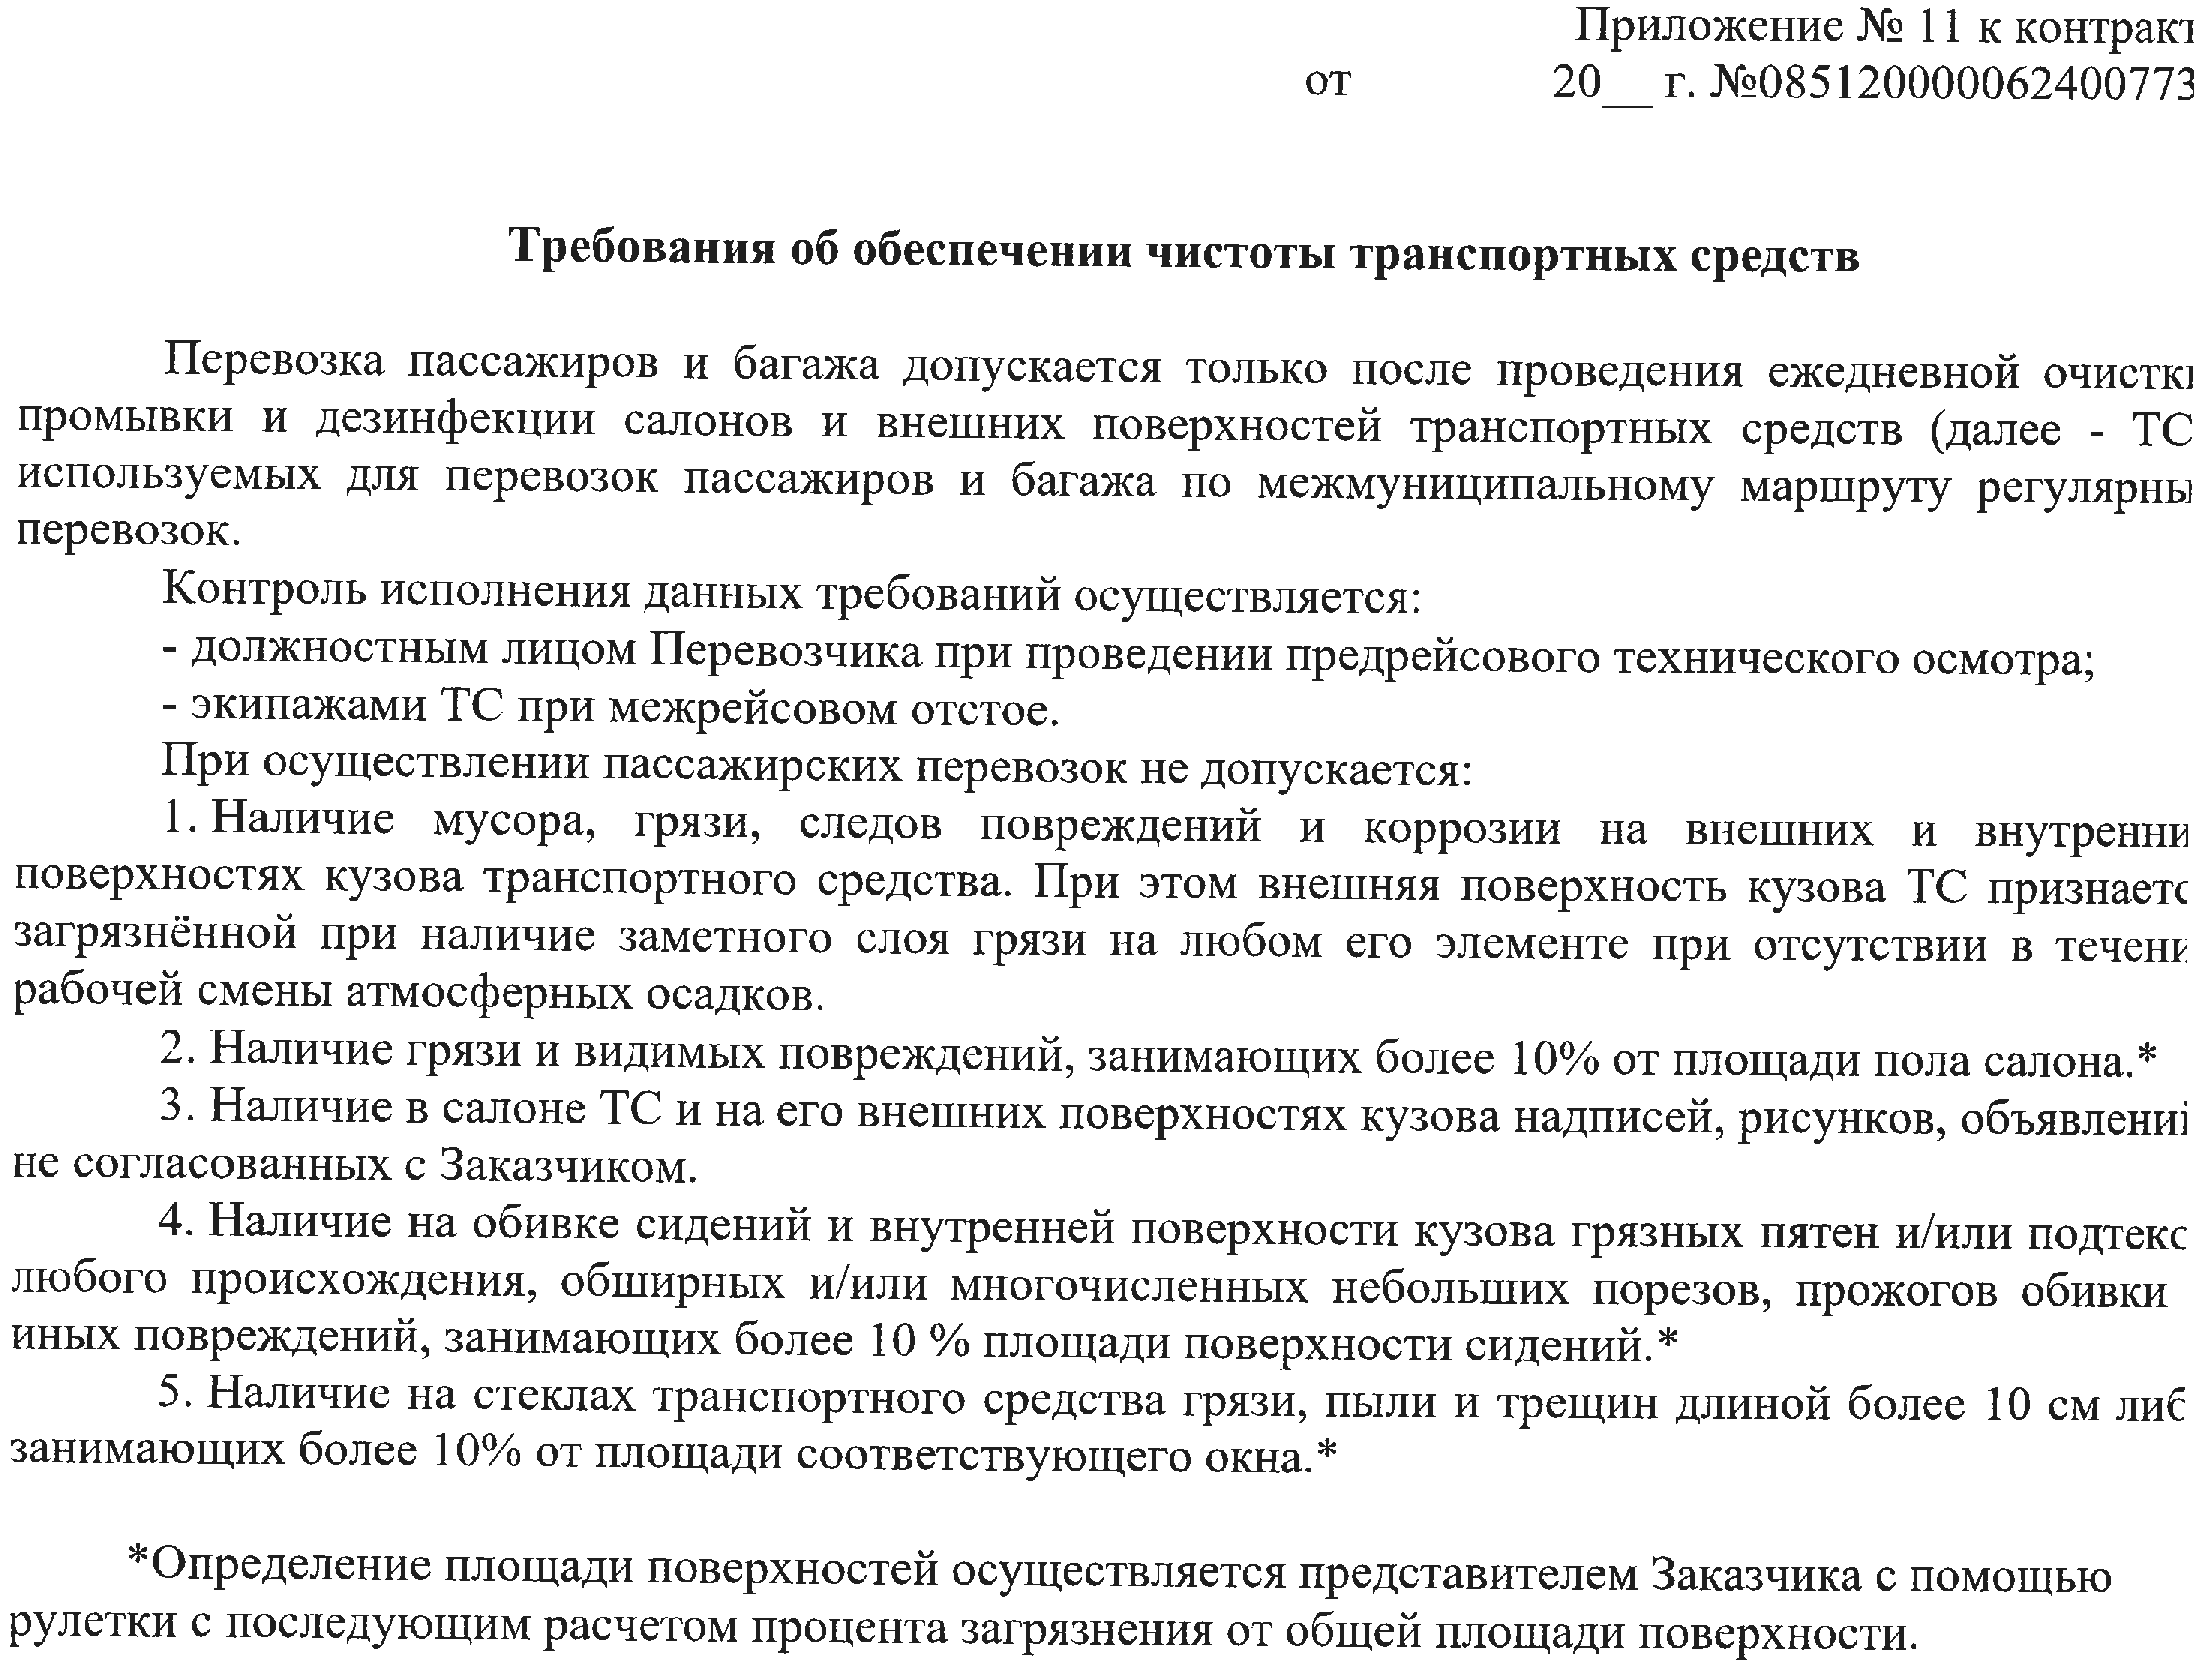 Приложение № 11 к контракт
от 20__ г. №085120000062400773
Требования об обеспечении чистоты транспортных средств
Перевозка пассажиров и багажа допускается только после проведения ежедневной очистки
промывки и дезинфекции салонов и внешних поверхностей транспортных средств (далее - ТС
используемых для перевозок пассажиров и багажа по межмуниципальному маршруту регулярны
перевозок.
Контроль исполнения данных требований осуществляется:
- должностным лицом Перевозчика при проведении предрейсового технического осмотра;
- экипажами ТС при межрейсовом отстое.
При осуществлении пассажирских перевозок не допускается:
1. Наличие мусора, грязи, следов повреждений и коррозии на внешних и внутренни
поверхностях кузова транспортного средства. При этом внешняя поверхность кузова ТС признаетс
загрязнённой при наличие заметного слоя грязи на любом его элементе при отсутствии в течени
рабочей смены атмосферных осадков.
2. Наличие грязи и видимых повреждений, занимающих более 10% от площади пола салона.*
3. Наличие в салоне ТС и на его внешних поверхностях кузова надписей, рисунков, объявлений
не согласованных с Заказчиком.
4. Наличие на обивке сидений и внутренней поверхности кузова грязных пятен и/или подтеко
любого происхождения, обширных и/или многочисленных небольших порезов, прожогов обивки
иных повреждений, занимающих более 10 % площади поверхности сидений.*
5. Наличие на стеклах транспортного средства грязи, пыли и трещин длиной более 10 см либ
занимающих более 10% от площади соответствующего окна.*
*Определение площади поверхностей осуществляется представителем Заказчика с помощью
рулетки с последующим расчетом процента загрязнения от общей площади поверхности.